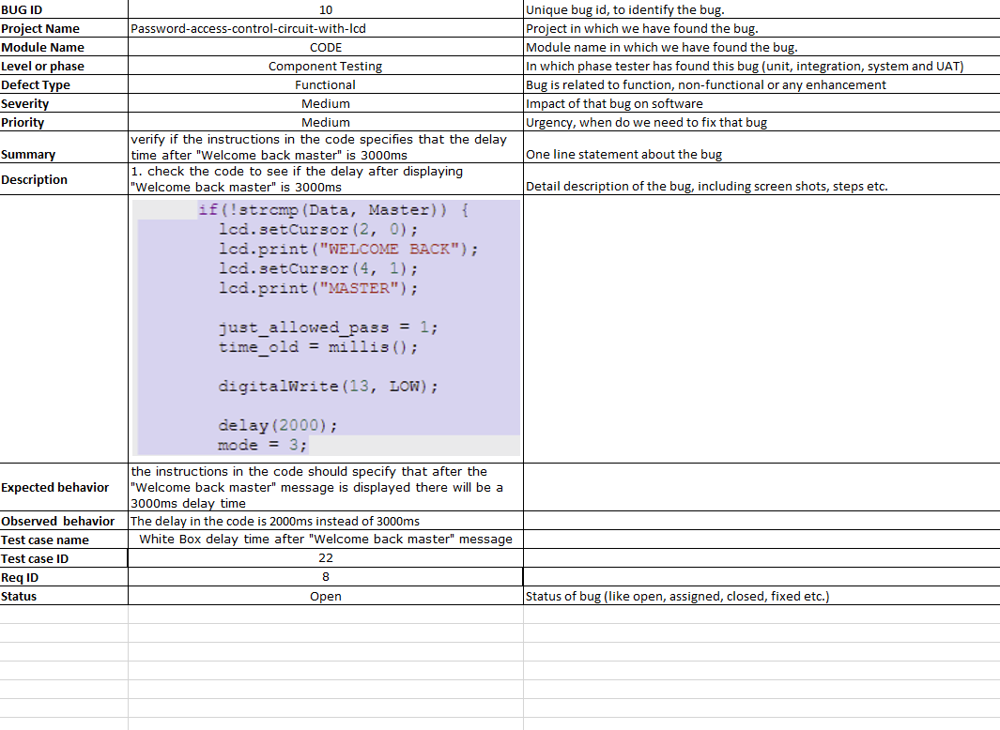 BUG ID 10 Unique bug id, to identify the bug.
Project Name Password-access-control-circuit-with-lcd Project in which we have found the bug.
Module Name CODE Module name in which we have found the bug.
Level or phase Component Testing In which phase tester has found this bug (unit, integration, system and UAT)
Defect Type Functional Bug is related to function, non-functional or any enhancement
Severity Medium Impact of that bug on software
Priority Medium Urgency, when do we need to fix that bug
verify if the instructions in the code specifies that the delay
Summary time after "Welcome back master" is 3000ms One line statement about the bug
1. check the code to see if the delay after displaying
Description "Welcome back master" is 3000ms Detail description of the bug, including screen shots, steps etc.
if(!strcmp(Data, Master)) {
lcd.setCursor(2, 0);
lcd.print("WELCOME BACK");
lcd.setCursor(4, 1);
lcd.print("MASTER");
just_allowed_pass = 1;
time_old = millis();
digitalWrite(13, LOW);
delay(2000);
mode = 3;
the instructions in the code should specify that after the
Expected behavior "Welcome back master" message is displayed there will be a
3000ms delay time
Observed behavior The delay in the code is 2000ms instead of 3000ms
Test case name White Box delay time after "Welcome back master" message
Test case ID 22
Req ID 8
Status Open Status of bug (like open, assigned, closed, fixed etc.)